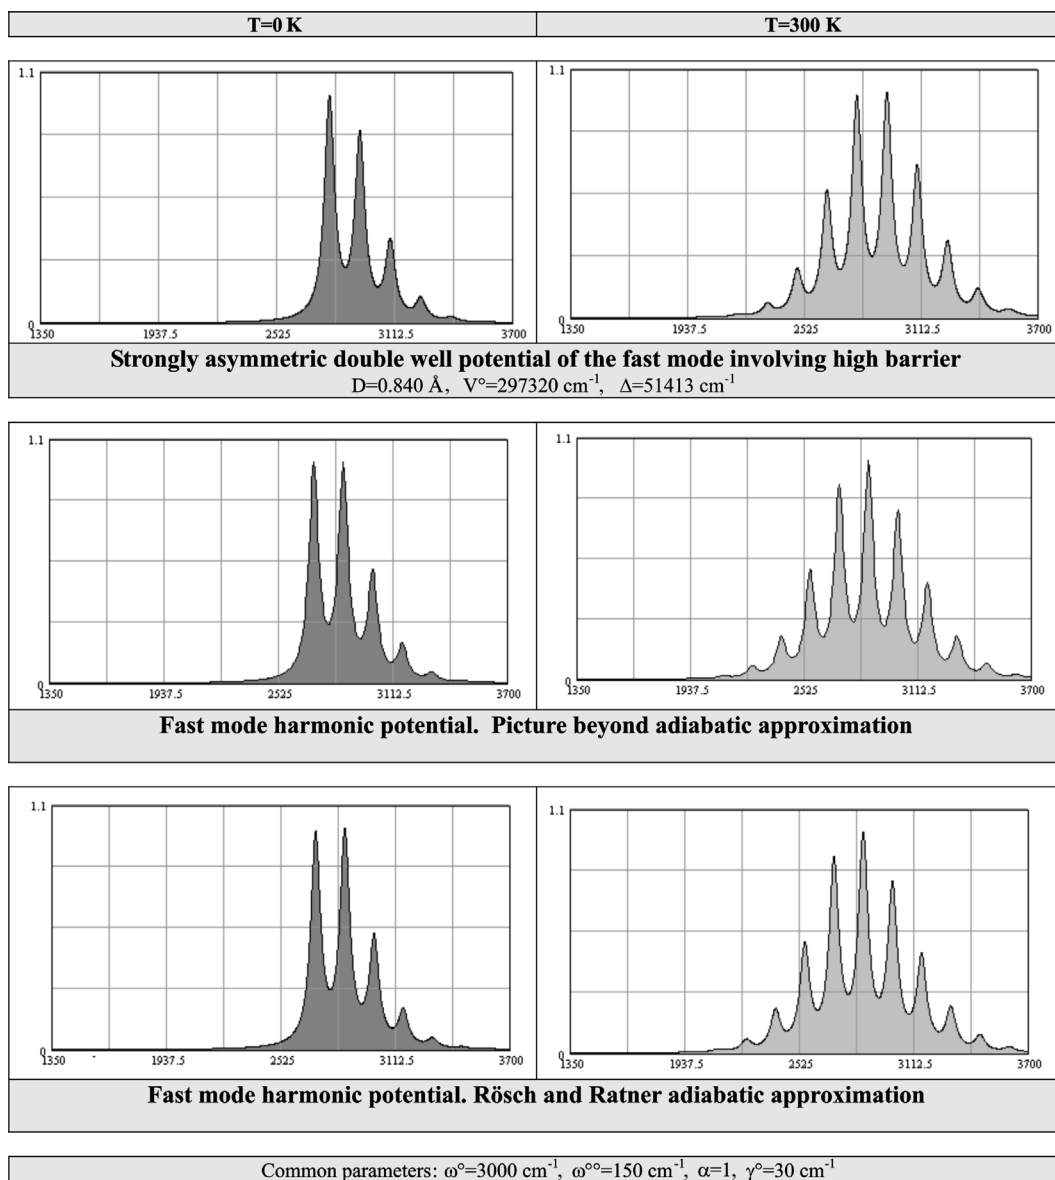 T=0 K T=300 K
1.1 1.1
0 0
1350 1937.5 2525 3112.5 3700 1350 1937.5 2525 3112.5 3700
Strongly asymmetric double well potential of the fast mode involving high barrier
D=0.840 Å, V°=297320 cm⁻¹, Δ=51413 cm⁻¹
1.1 1.1
0 0
1350 1937.5 2525 3112.5 3700 1350 1937.5 2525 3112.5 3700
Fast mode harmonic potential. Picture beyond adiabatic approximation
1.1 1.1
0 0
1350 1937.5 2525 3112.5 3700 1350 1937.5 2525 3112.5 3700
Fast mode harmonic potential. Rösch and Ratner adiabatic approximation
Common parameters: ω°=3000 cm⁻¹, ω°°=150 cm⁻¹, α=1, γ°=30 cm⁻¹